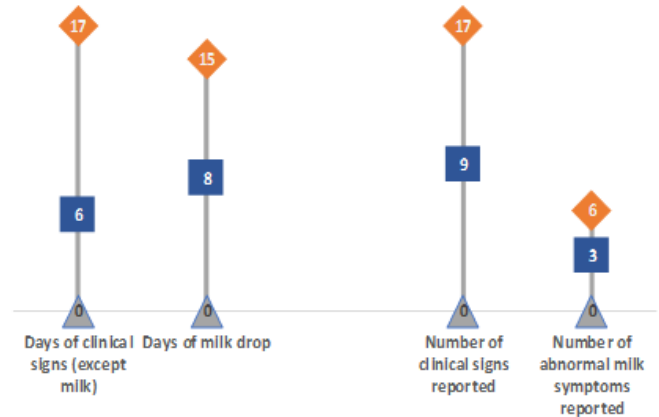 17
17
15
9
8
6
6
3
0
0
0
0
Days of clinical
signs (except
milk)
Days of milk drop
Number of
clinical signs
reported
Number of
abnormal milk
symptoms
reported